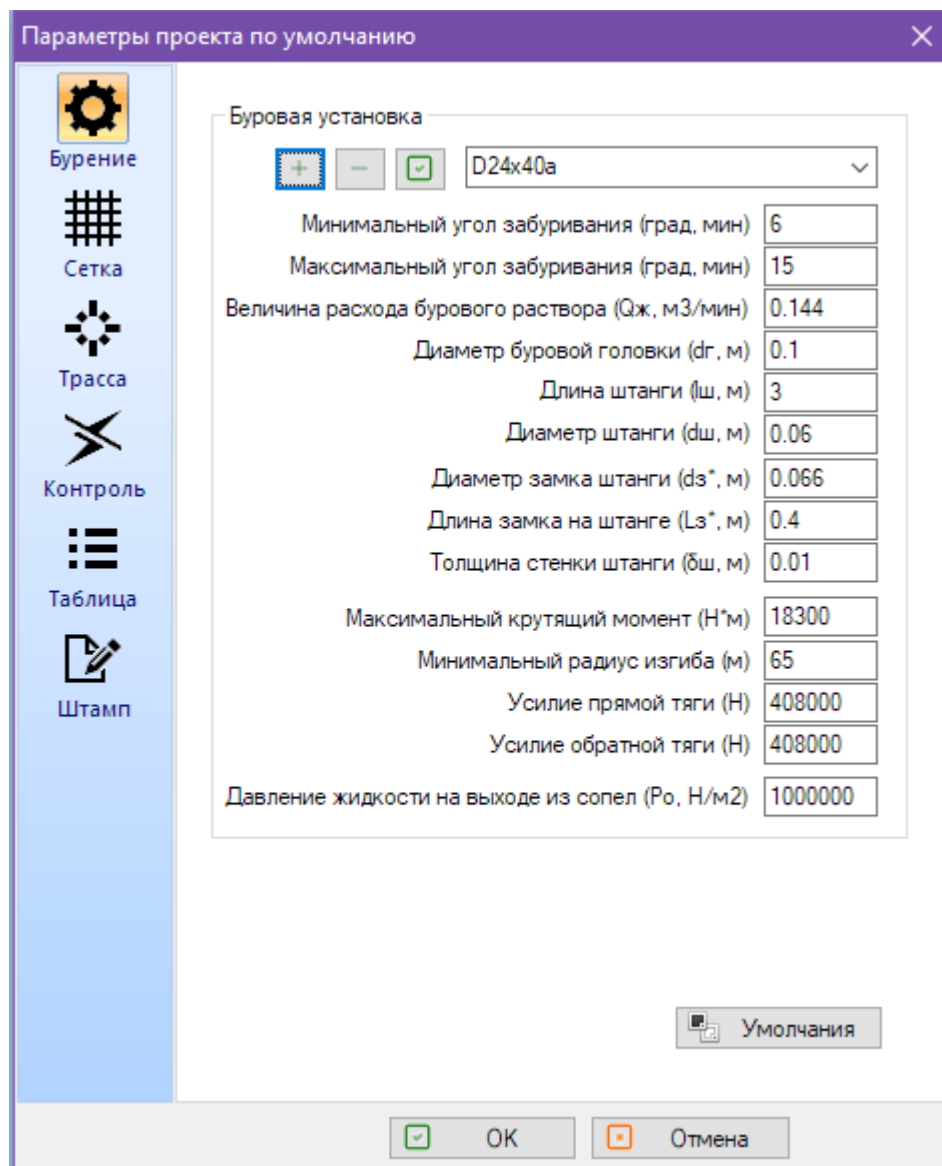 Параметры проекта по умолчанию
Бурение
Сетка
Трасса
Контроль
Таблица
Штамп
Буровая установка
D24x40a
Минимальный угол забуривания (град, мин) 6
Максимальный угол забуривания (град, мин) 15
Величина расхода бурового раствора (Qж, м3/мин) 0.144
Диаметр буровой головки (dг, м) 0.1
Длина штанги (lш, м) 3
Диаметр штанги (dш, м) 0.06
Диаметр замка штанги (dз*, м) 0.066
Длина замка на штанге (Lз*, м) 0.4
Толщина стенки штанги (δш, м) 0.01
Максимальный крутящий момент (Н*м) 18300
Минимальный радиус изгиба (м) 65
Усилие прямой тяги (Н) 408000
Усилие обратной тяги (Н) 408000
Давление жидкости на выходе из сопел (Pо, Н/м2) 1000000
Умолчания
OK
Отмена